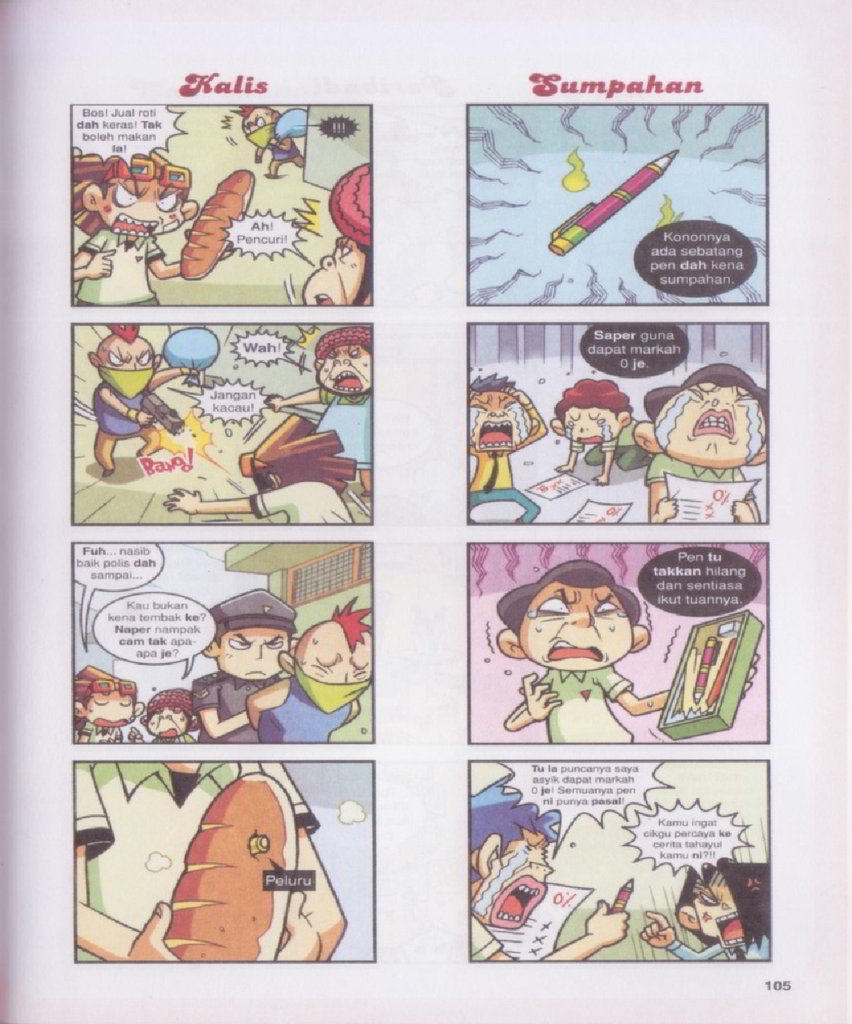 Kalis
Bos! Jual roti
dah keras! Tak
boleh makan
la!
!!!
Ah!
Pencuri!
Wah!
Jangan
kacau!
Bang!
Fuh... nasib
baik polis dah
sampai...
Kau bukan
kena tembak ke?
Naper nampak
cam tak apa-
apa je?
Peluru
Sumpahan
Kononnya
ada sebatang
pen dah kena
sumpahan.
Saper guna
dapat markah
0 je.
0%
0%
Pen tu
takkan hilang
dan sentiasa
ikut tuannya.
Tu la puncanya saya
asyik dapat markah
0 je! Semuanya pen
ni punya pasal!
Kamu ingat
cikgu percaya ke
cerita tahayul
kamu ni?!!
0%
105